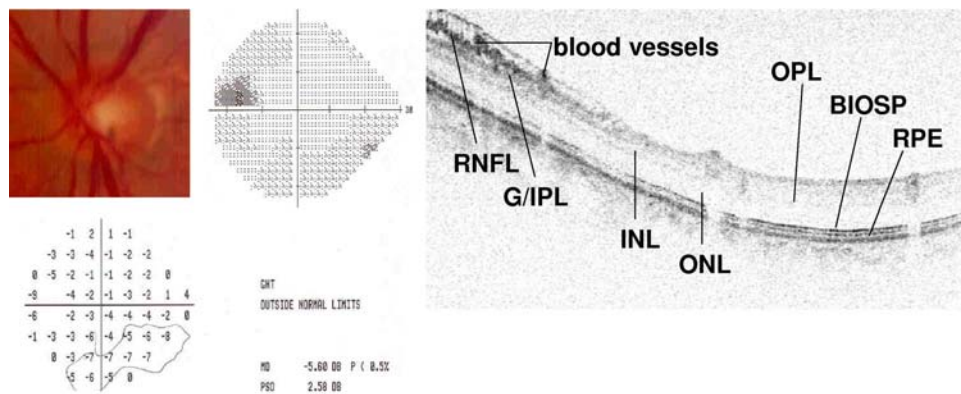 30
-1 2 1 -1
-3 -3 -4 -1 -2 -2
0 -5 -2 -1 -1 -2 -2 0
-9 -4 -2 -1 -3 -2 1 4
-6 -2 -3 -4 -4 -4 -2 0
-1 -3 -3 -6 -4 -5 -6 -8
0 -3 -7 -7 -7 -7
-5 -6 -5 0
GHT
OUTSIDE NORMAL LIMITS
MD -5.60 DB P < 0.5%
PSD 2.58 DB
blood vessels
OPL
BIOSP
RPE
RNFL
G/IPL
INL
ONL